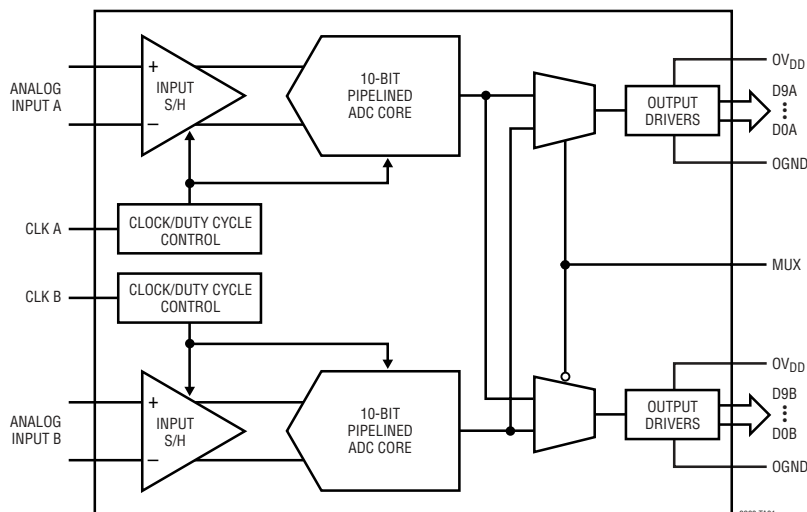 ANALOG
INPUT A
+
−
INPUT
S/H
10-BIT
PIPELINED
ADC CORE
OUTPUT
DRIVERS
OVDD
D9A
D0A
OGND
CLK A
CLOCK/DUTY CYCLE
CONTROL
MUX
CLK B
CLOCK/DUTY CYCLE
CONTROL
ANALOG
INPUT B
+
−
INPUT
S/H
10-BIT
PIPELINED
ADC CORE
OUTPUT
DRIVERS
OVDD
D9B
D0B
OGND